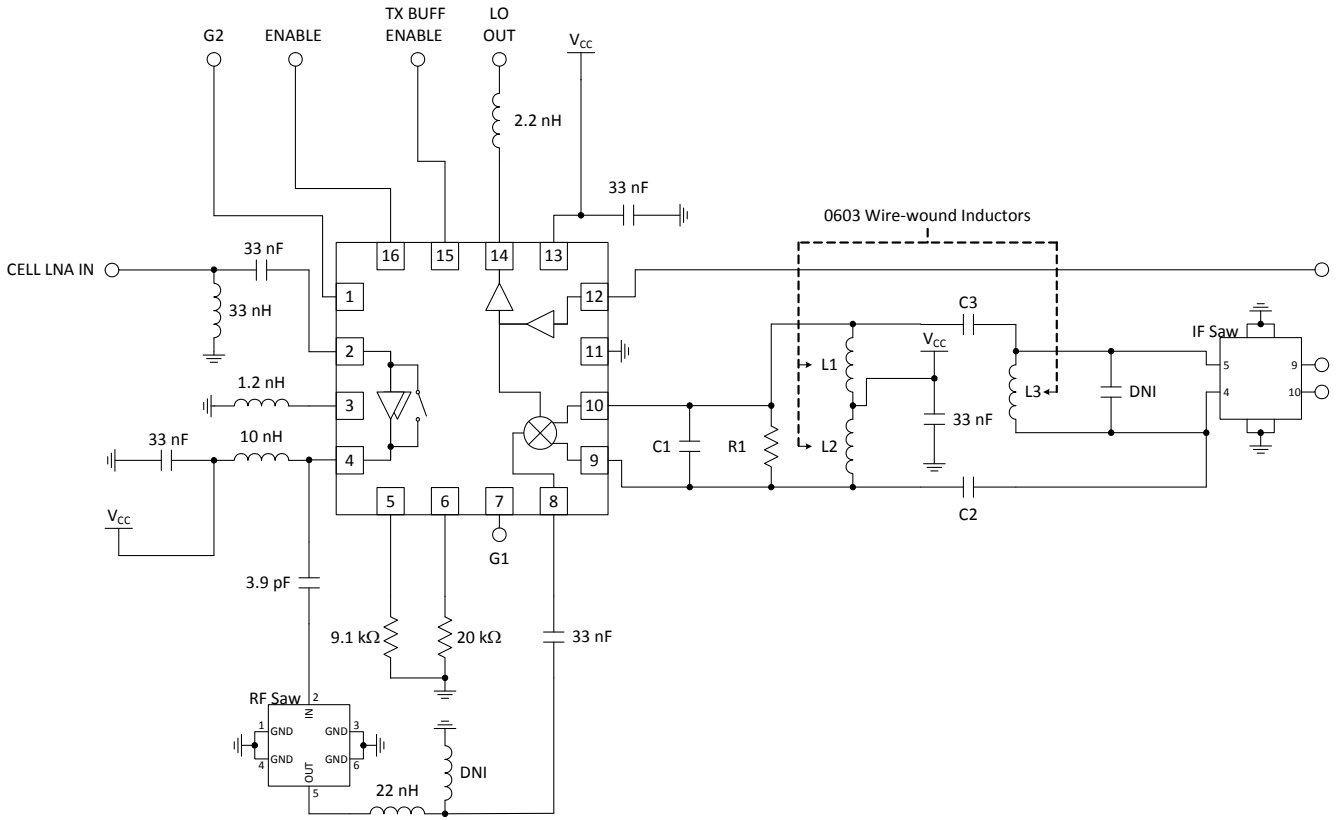 TX BUFF
ENABLE
LO
OUT
G2
ENABLE
VCC
2.2 nH
33 nF
0603 Wire-wound Inductors
CELL LNA IN
33 nF
33 nH
16
15
14
13
1
2
3
4
12
11
10
9
5
6
7
8
1.2 nH
33 nF
10 nH
VCC
3.9 pF
9.1 kΩ
20 kΩ
G1
33 nF
C1
R1
L1
L2
VCC
33 nF
C3
C2
L3
DNI
IF Saw
5
4
9
10
RF Saw
2
IN
1
GND
3
GND
4
GND
6
GND
OUT
5
22 nH
DNI